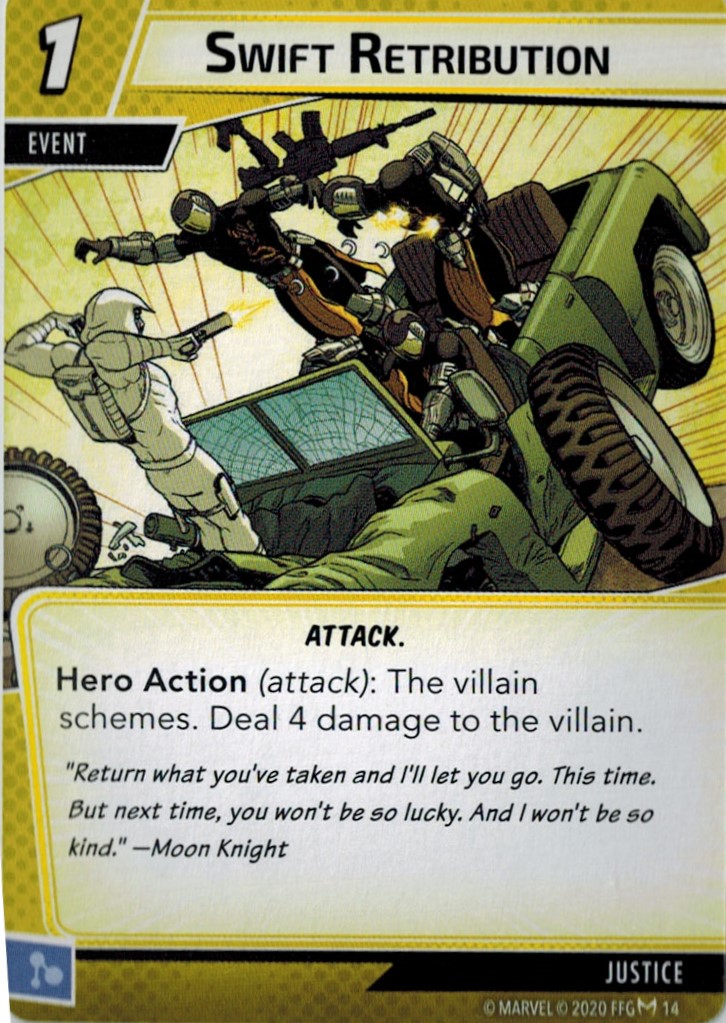 1
SWIFT RETRIBUTION
EVENT
ATTACK.
Hero Action (attack): The villain
schemes. Deal 4 damage to the villain.
"Return what you've taken and I'll let you go. This time.
But next time, you won't be so lucky. And I won't be so
kind." —Moon Knight
JUSTICE
© MARVEL © 2020 FFG 14